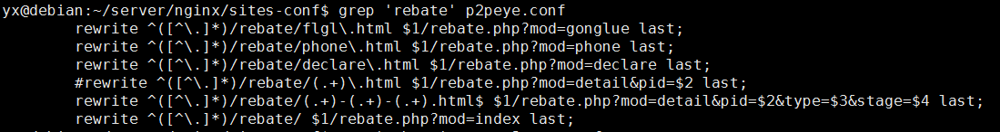 yx@debian:~/server/nginx/sites-conf$ grep 'rebate' p2peye.conf
rewrite ^([^\.]*)/rebate/flgl\.html $1/rebate.php?mod=gonglue last;
rewrite ^([^\.]*)/rebate/phone\.html $1/rebate.php?mod=phone last;
rewrite ^([^\.]*)/rebate/declare\.html $1/rebate.php?mod=declare last;
#rewrite ^([^\.]*)/rebate/(.+)\.html $1/rebate.php?mod=detail&pid=$2 last;
rewrite ^([^\.]*)/rebate/(.+)-(.+)-(.+).html$ $1/rebate.php?mod=detail&pid=$2&type=$3&stage=$4 last;
rewrite ^([^\.]*)/rebate/ $1/rebate.php?mod=index last;